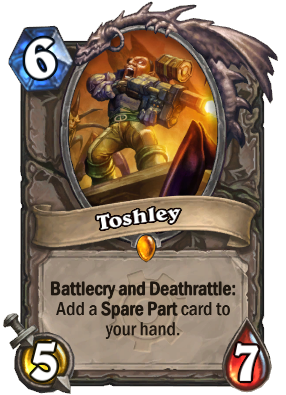 6
Toshley
Battlecry and Deathrattle:
Add a Spare Part card to
your hand.
5
7